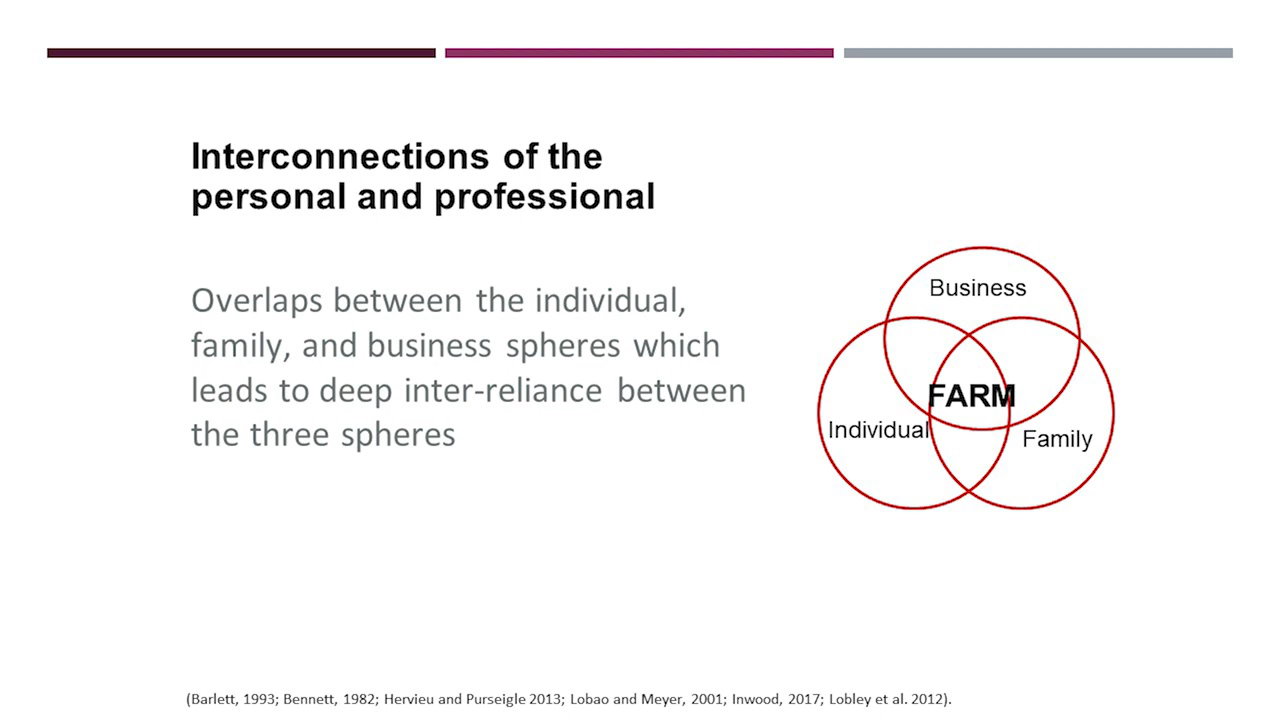 Interconnections of the
personal and professional
Overlaps between the individual,
family, and business spheres which
leads to deep inter-reliance between
the three spheres
Business
FARM
Individual
Family
(Barlett, 1993; Bennett, 1982; Hervieu and Purseigle 2013; Lobao and Meyer, 2001; Inwood, 2017; Lobley et al. 2012).